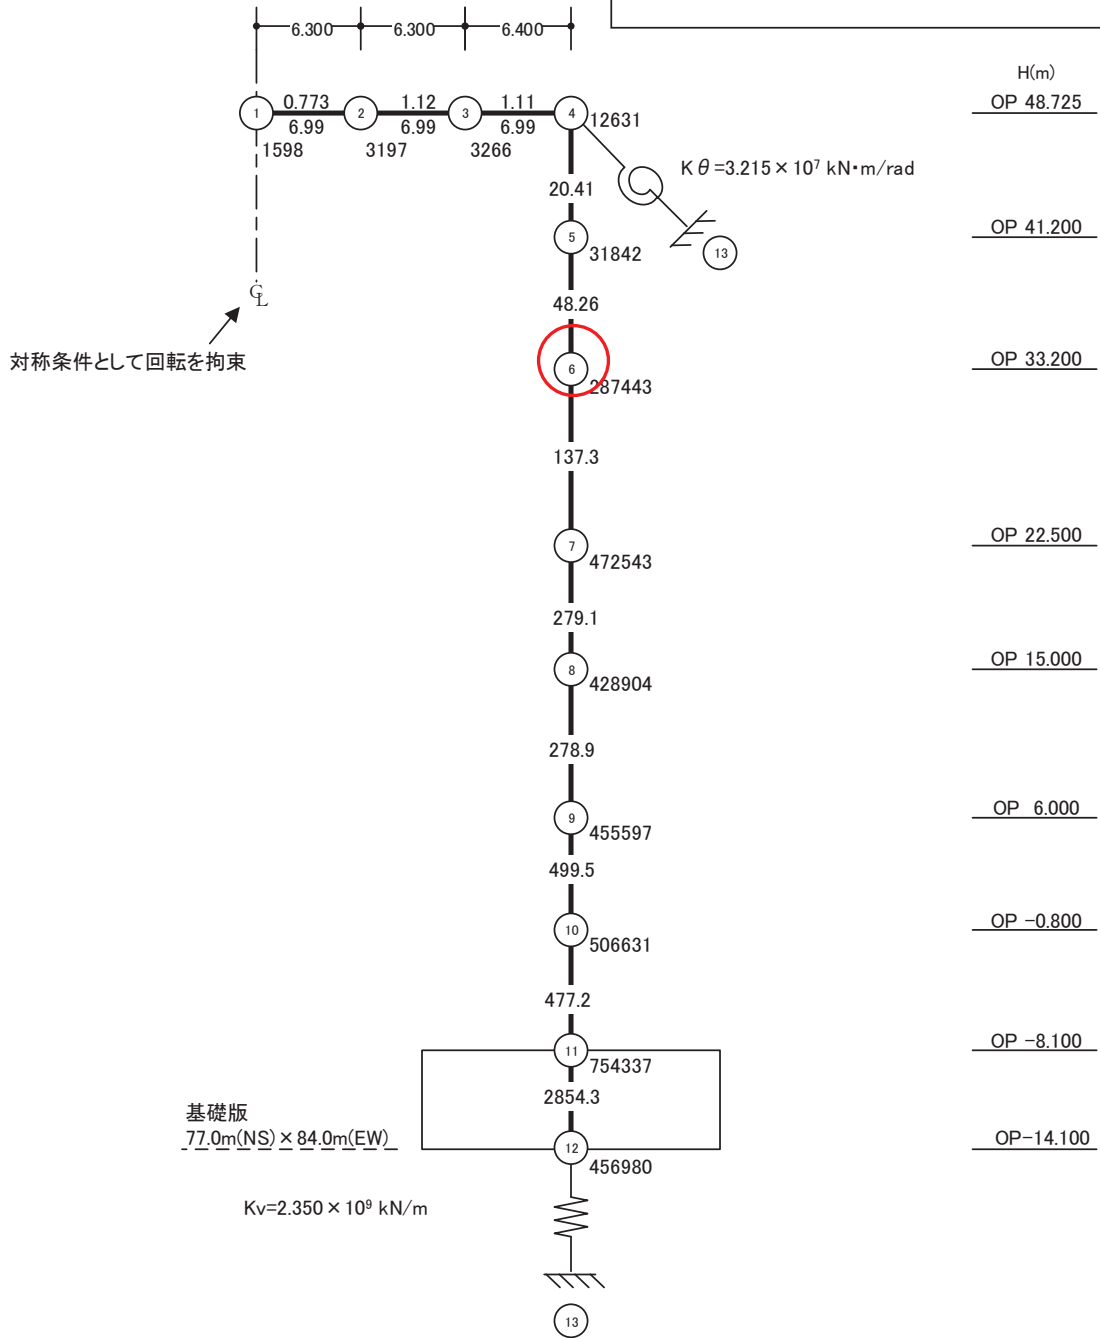 6.300 6.300 6.400
H(m)
OP 48.725
1 0.773 2 1.12 3 1.11 4 12631
6.99 6.99 6.99
1598 3197 3266
Kθ=3.215×10⁷ kN・m/rad
20.41
OP 41.200
5 31842
13
℄
48.26
対称条件として回転を拘束
OP 33.200
6 287443
137.3
OP 22.500
7 472543
279.1
OP 15.000
8 428904
278.9
OP 6.000
9 455597
499.5
OP -0.800
10 506631
477.2
OP -8.100
11 754337
2854.3
基礎版
77.0m(NS)×84.0m(EW)
OP-14.100
12 456980
Kv=2.350×10⁹ kN/m
13